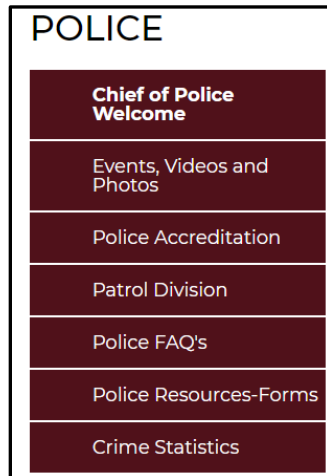 POLICE
Chief of Police
Welcome
Events, Videos and
Photos
Police Accreditation
Patrol Division
Police FAQ's
Police Resources-Forms
Crime Statistics